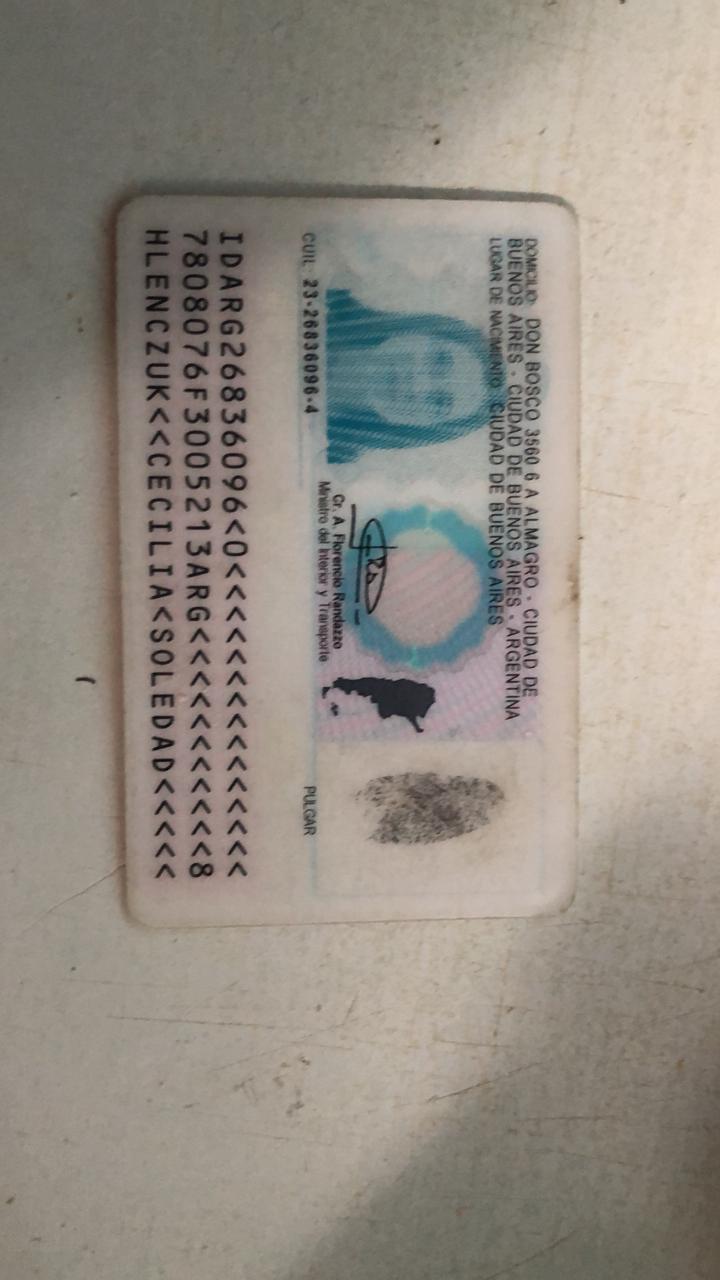 DOMICILIO: DON BOSCO 3560 6 A ALMAGRO - CIUDAD DE
BUENOS AIRES - CIUDAD DE BUENOS AIRES - ARGENTINA
LUGAR DE NACIMIENTO: CIUDAD DE BUENOS AIRES
Cr. A. Florencio Randazzo
Ministro del Interior y Transporte
CUIL: 23-26836096-4
PULGAR
IDARG26836096<0<<<<<<<<<<<<<<<
7808076F3005213ARG<<<<<<<<<<<8
HLENCZUK<<CECILIA<SOLEDAD<<<<<